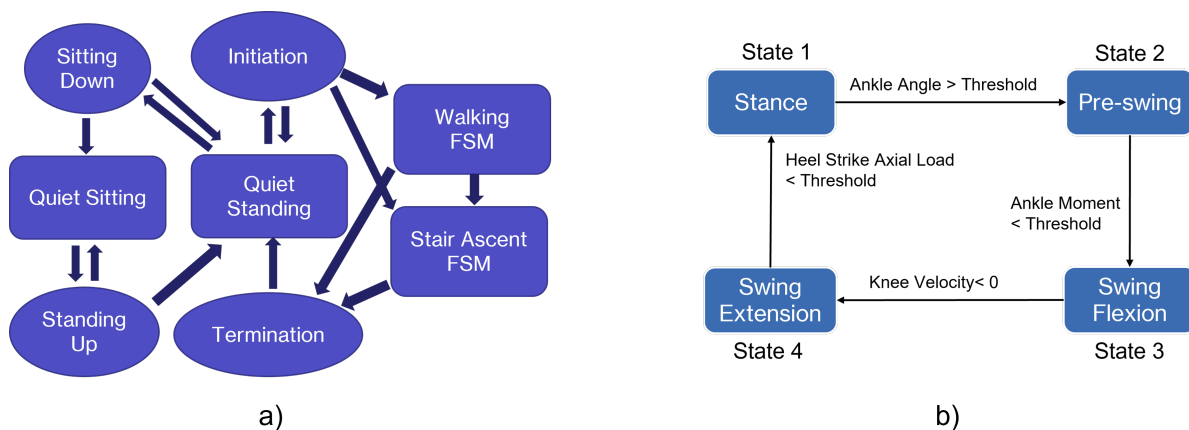 Sitting
Down
Initiation
Walking
FSM
Quiet Sitting
Quiet
Standing
Stair Ascent
FSM
Standing
Up
Termination
a)
State 1
State 2
Stance
Ankle Angle > Threshold
Pre-swing
Heel Strike Axial Load
< Threshold
Ankle Moment
< Threshold
Swing
Extension
Knee Velocity< 0
Swing
Flexion
State 4
State 3
b)